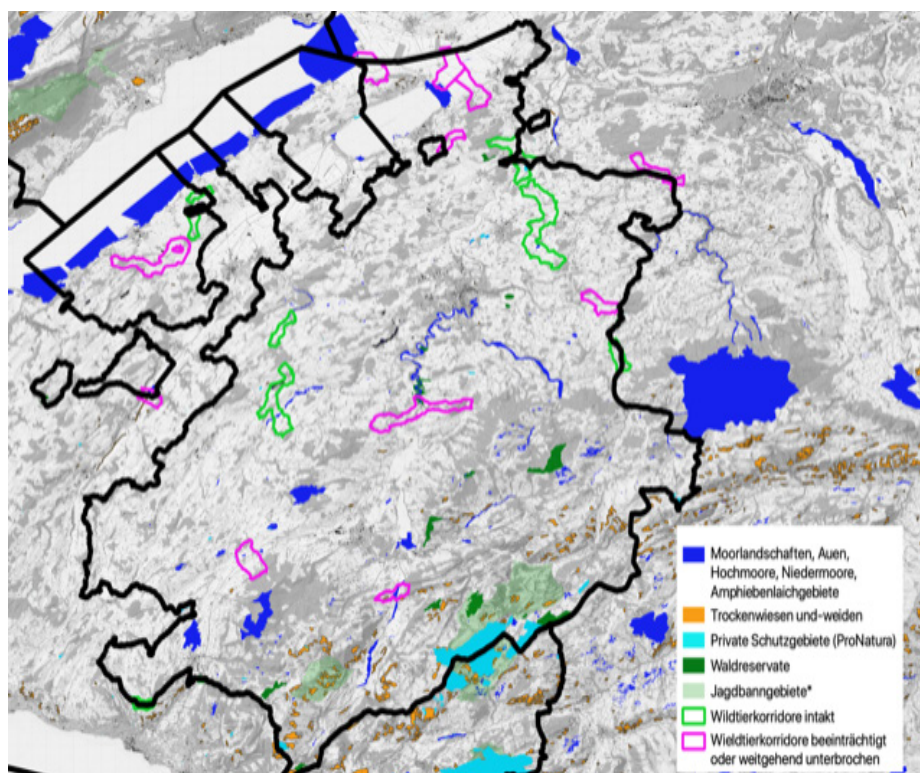 Moorlandschaften, Auen,
Hochmoore, Niedermoore,
Amphiebenlaichgebiete
Trockenwiesen und-weiden
Private Schutzgebiete (ProNatura)
Waldreservate
Jagdbanngebiete*
Wildtierkorridore intakt
Wieldtierkorridore beeinträchtigt
oder weitgehend unterbrochen